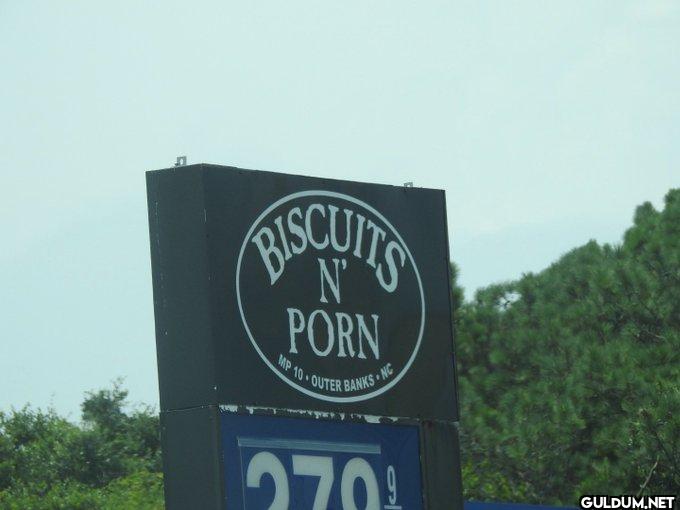 BISCUITS
N'
PORN
MP 10 • OUTER BANKS • NC
279 9
GULDUM.NET